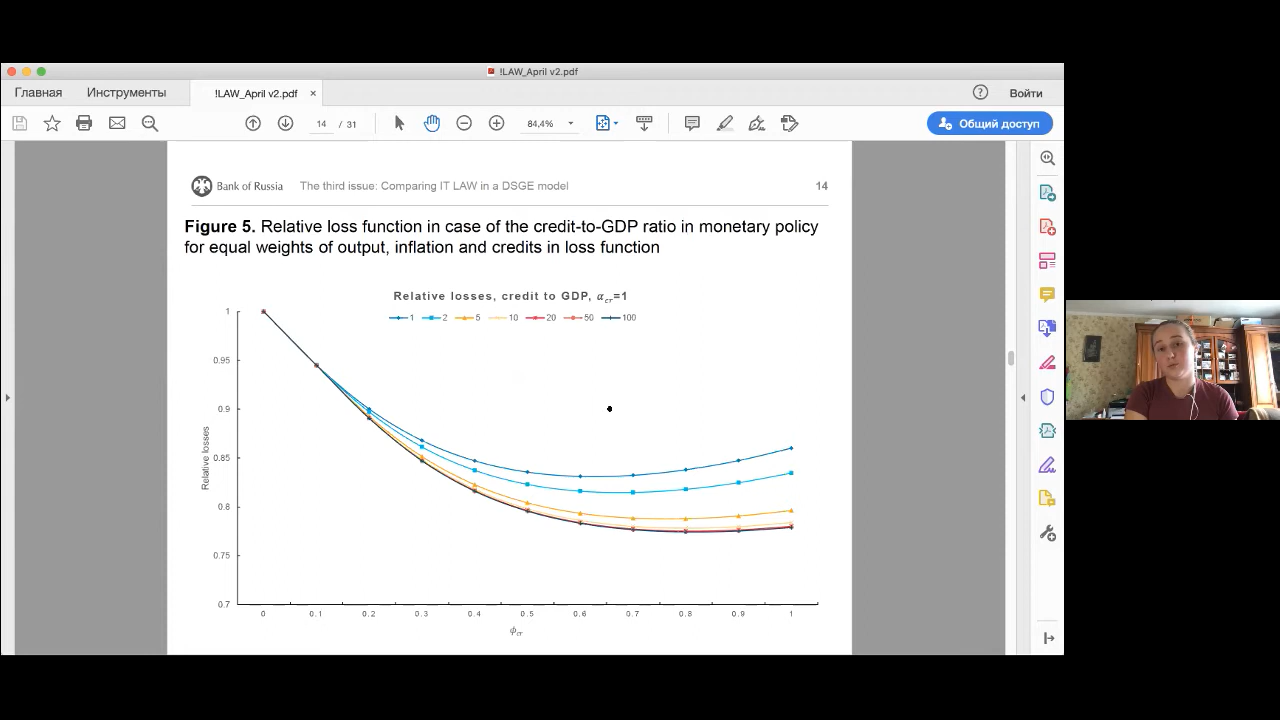 !LAW_April v2.pdf
Главная
Инструменты
!LAW_April v2.pdf
×
Войти
14 / 31
84,4%
Общий доступ
Bank of Russia
The third issue: Comparing IT LAW in a DSGE model
14
Figure 5. Relative loss function in case of the credit-to-GDP ratio in monetary policy
for equal weights of output, inflation and credits in loss function
Relative losses, credit to GDP, αcr=1
1 2 5 10 20 50 100
Relative losses
1
0.95
0.9
0.85
0.8
0.75
0.7
0 0.1 0.2 0.3 0.4 0.5 0.6 0.7 0.8 0.9 1
ϕcr